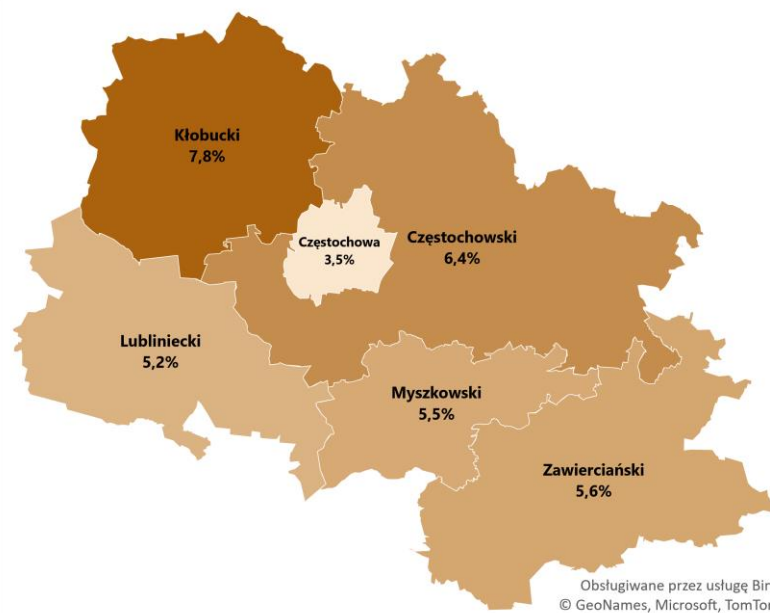 Kłobucki
7,8%
Częstochowa
3,5%
Częstochowski
6,4%
Lubliniecki
5,2%
Myszkowski
5,5%
Zawierciański
5,6%
Obsługiwane przez usługę
© GeoNames, Microsoft,